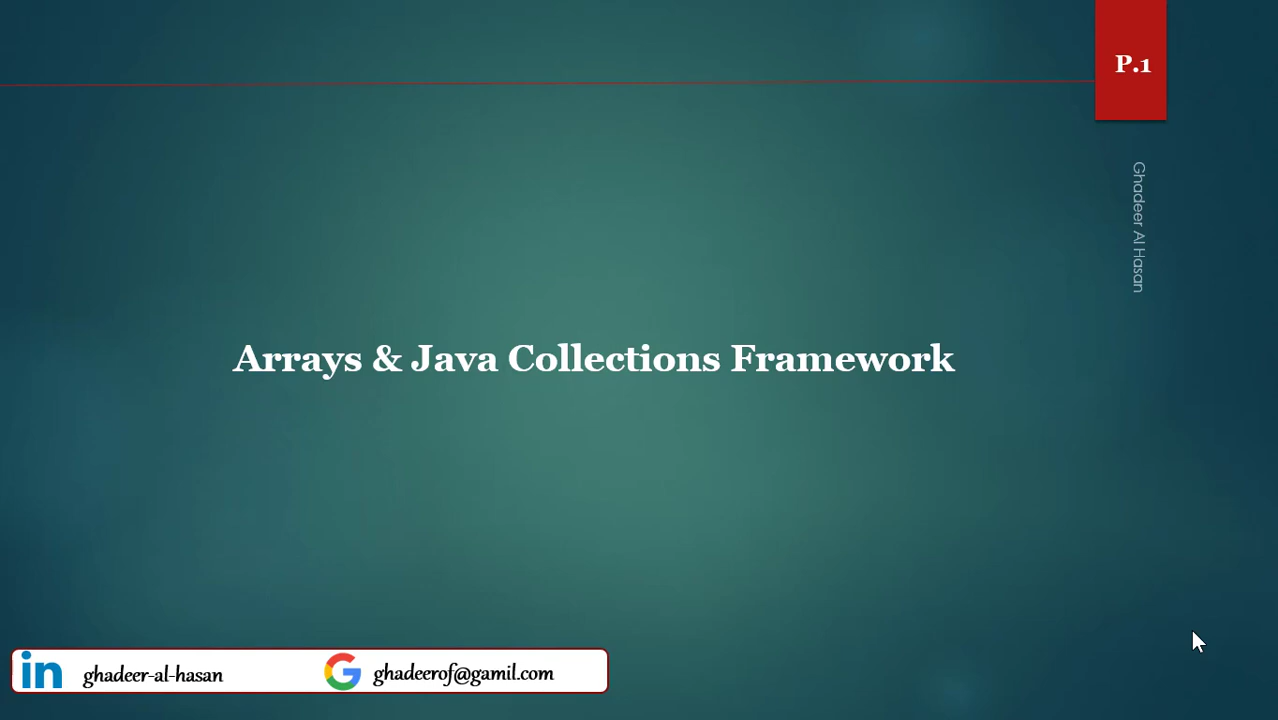 P.1
Ghadeer Al Hasan
Arrays & Java Collections Framework
in ghadeer-al-hasan
G ghadeerof@gamil.com